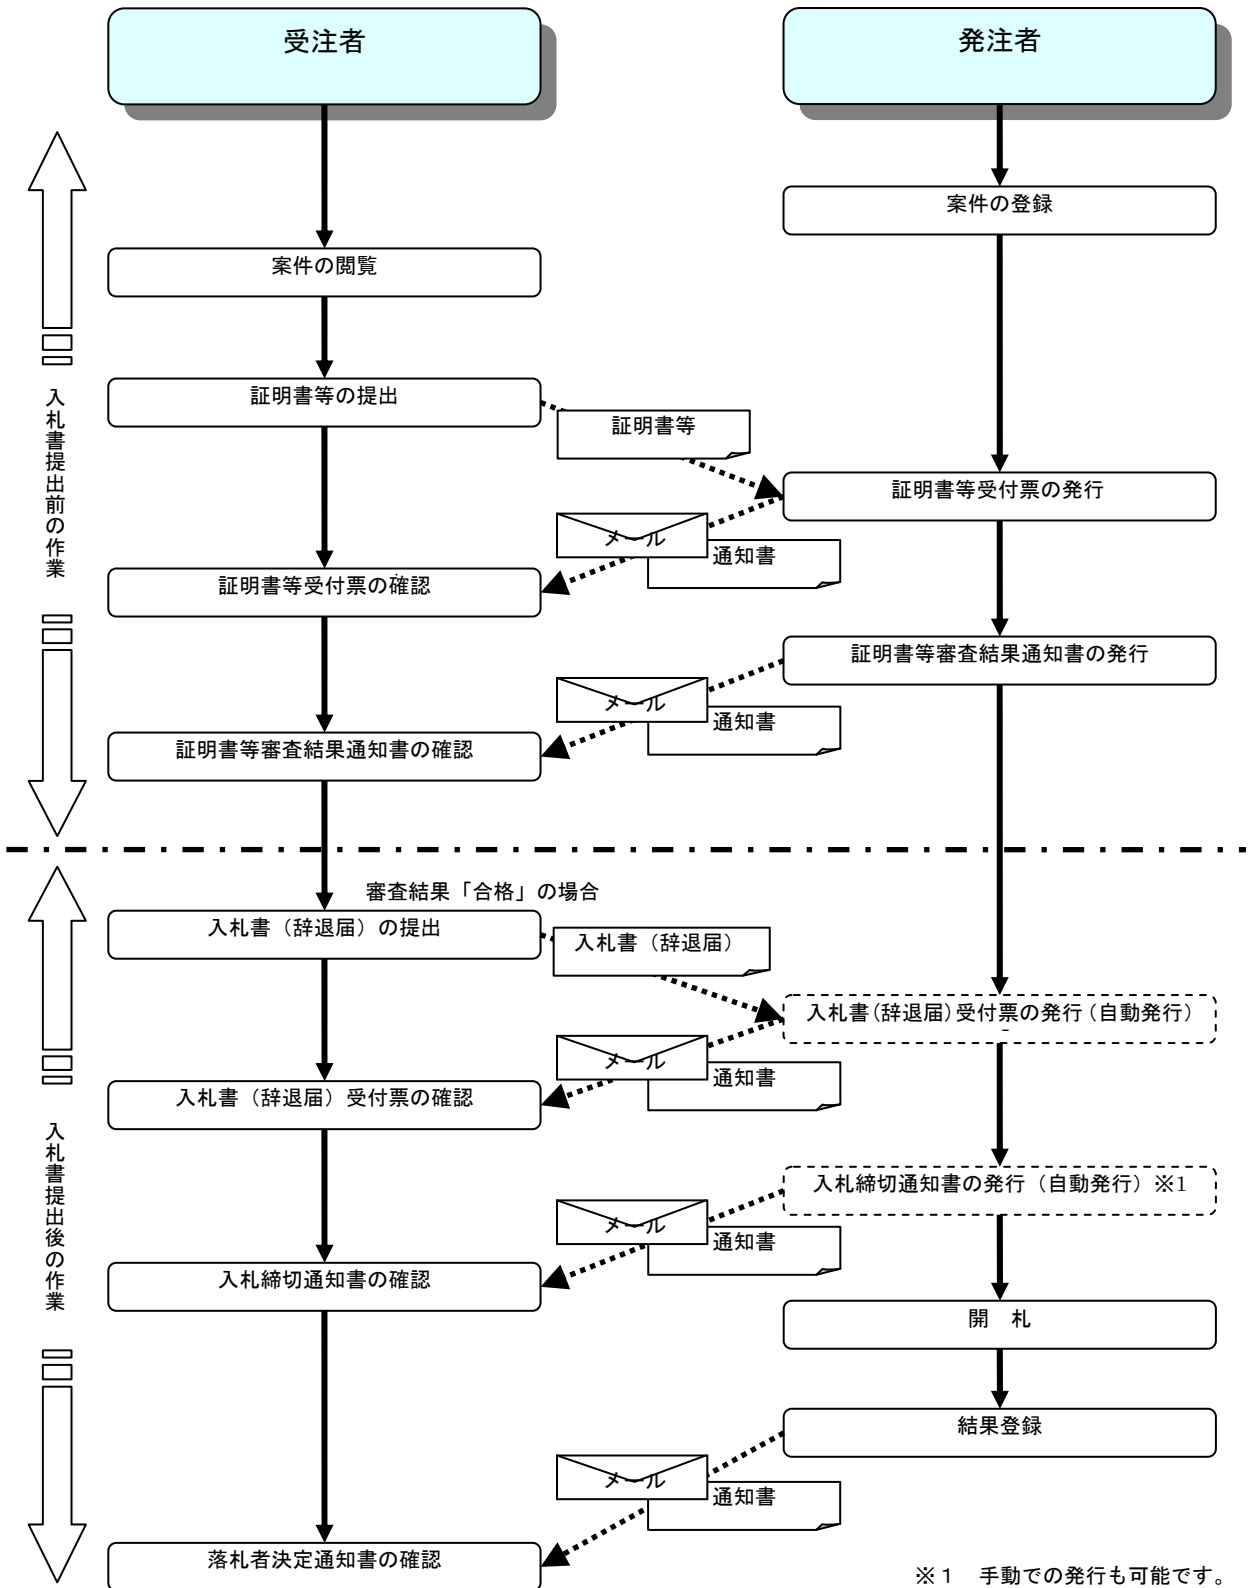 受注者
発注者
案件の登録
案件の閲覧
証明書等の提出
証明書等
証明書等受付票の発行
メール
通知書
証明書等受付票の確認
証明書等審査結果通知書の発行
メール
通知書
証明書等審査結果通知書の確認
入札書提出前の作業
審査結果「合格」の場合
入札書（辞退届）の提出
入札書（辞退届）
入札書（辞退届）受付票の発行（自動発行）
メール
通知書
入札書（辞退届）受付票の確認
入札締切通知書の発行（自動発行）※1
メール
通知書
入札締切通知書の確認
開　札
結果登録
メール
通知書
落札者決定通知書の確認
入札書提出後の作業
※１　手動での発行も可能です。